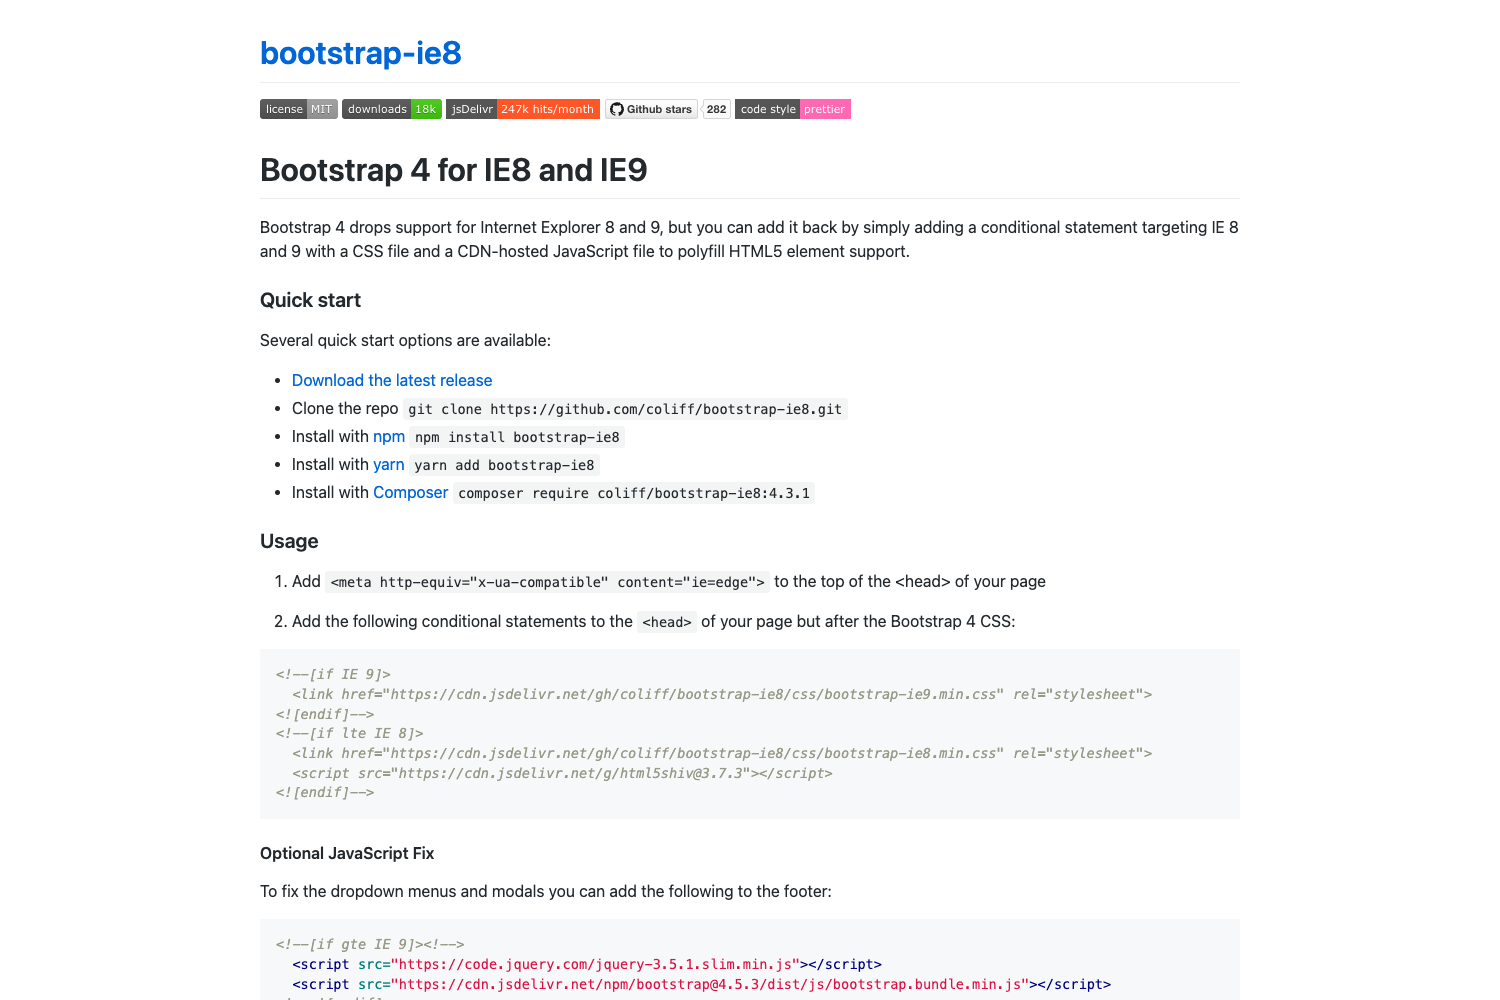 bootstrap-ie8
license MIT downloads 18k jsDelivr 247k hits/month Github stars 282 code style prettier
Bootstrap 4 for IE8 and IE9
Bootstrap 4 drops support for Internet Explorer 8 and 9, but you can add it back by simply adding a conditional statement targeting IE 8
and 9 with a CSS file and a CDN-hosted JavaScript file to polyfill HTML5 element support.
Quick start
Several quick start options are available:
• Download the latest release
• Clone the repo git clone https://github.com/coliff/bootstrap-ie8.git
• Install with npm npm install bootstrap-ie8
• Install with yarn yarn add bootstrap-ie8
• Install with Composer composer require coliff/bootstrap-ie8:4.3.1
Usage
1. Add <meta http-equiv="x-ua-compatible" content="ie=edge"> to the top of the <head> of your page
2. Add the following conditional statements to the <head> of your page but after the Bootstrap 4 CSS:
<!--[if IE 9]>
  <link href="https://cdn.jsdelivr.net/gh/coliff/bootstrap-ie8/css/bootstrap-ie9.min.css" rel="stylesheet">
<![endif]-->
<!--[if lte IE 8]>
  <link href="https://cdn.jsdelivr.net/gh/coliff/bootstrap-ie8/css/bootstrap-ie8.min.css" rel="stylesheet">
  <script src="https://cdn.jsdelivr.net/g/html5shiv@3.7.3"></script>
<![endif]-->
Optional JavaScript Fix
To fix the dropdown menus and modals you can add the following to the footer:
<!--[if gte IE 9]><!-->
  <script src="https://code.jquery.com/jquery-3.5.1.slim.min.js"></script>
  <script src="https://cdn.jsdelivr.net/npm/bootstrap@4.5.3/dist/js/bootstrap.bundle.min.js"></script>